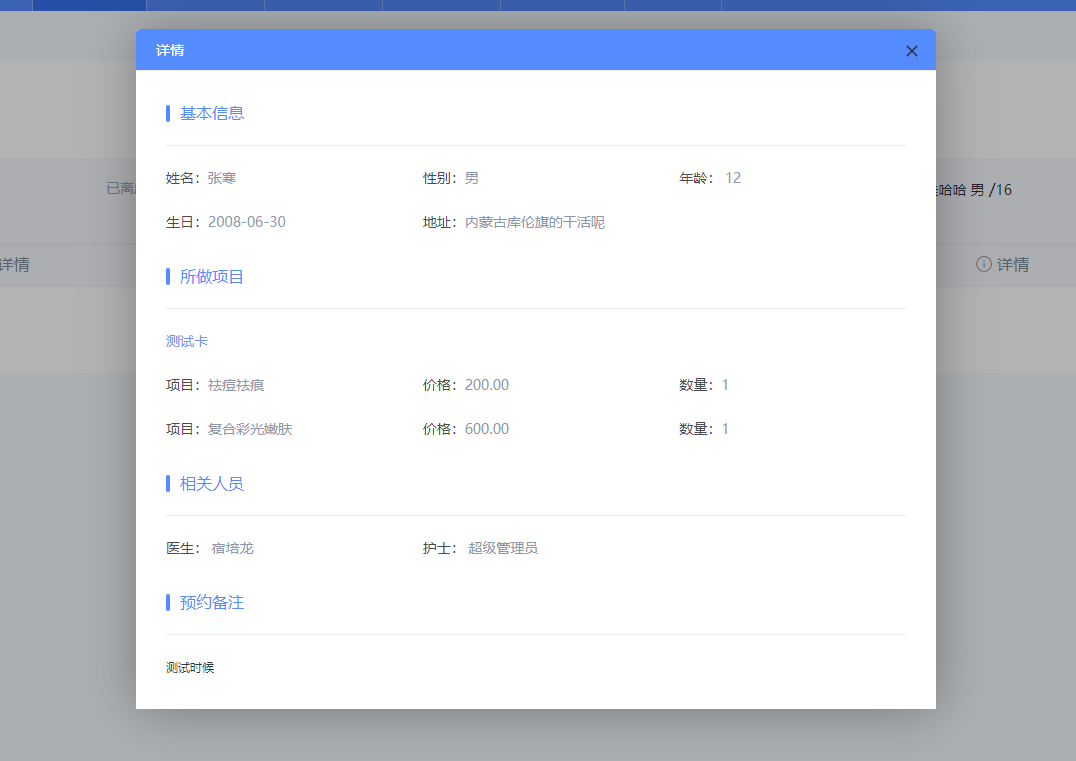 详情
基本信息
姓名：张寒 性别：男 年龄：12
生日：2008-06-30 地址：内蒙古库伦旗的干活呢
已离
哈哈 男 /16
所做项目
详情
详情
测试卡
项目：祛痘祛痕 价格：200.00 数量：1
项目：复合彩光嫩肤 价格：600.00 数量：1
相关人员
医生：宿培龙 护士：超级管理员
预约备注
测试时候